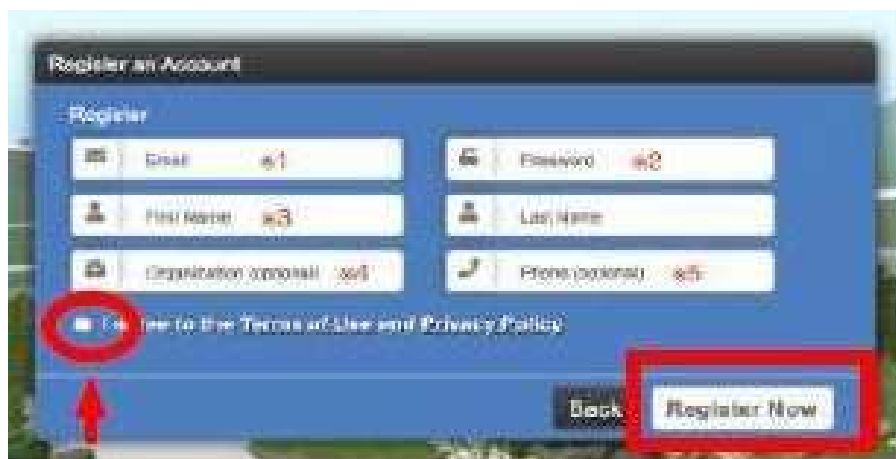 Register an Account
Register
Email ※1
Password ※2
First Name ※3
Last Name
Organization (optional) ※4
Phone (optional) ※5
to the Terms of Use and Privacy Policy
Back
Register Now